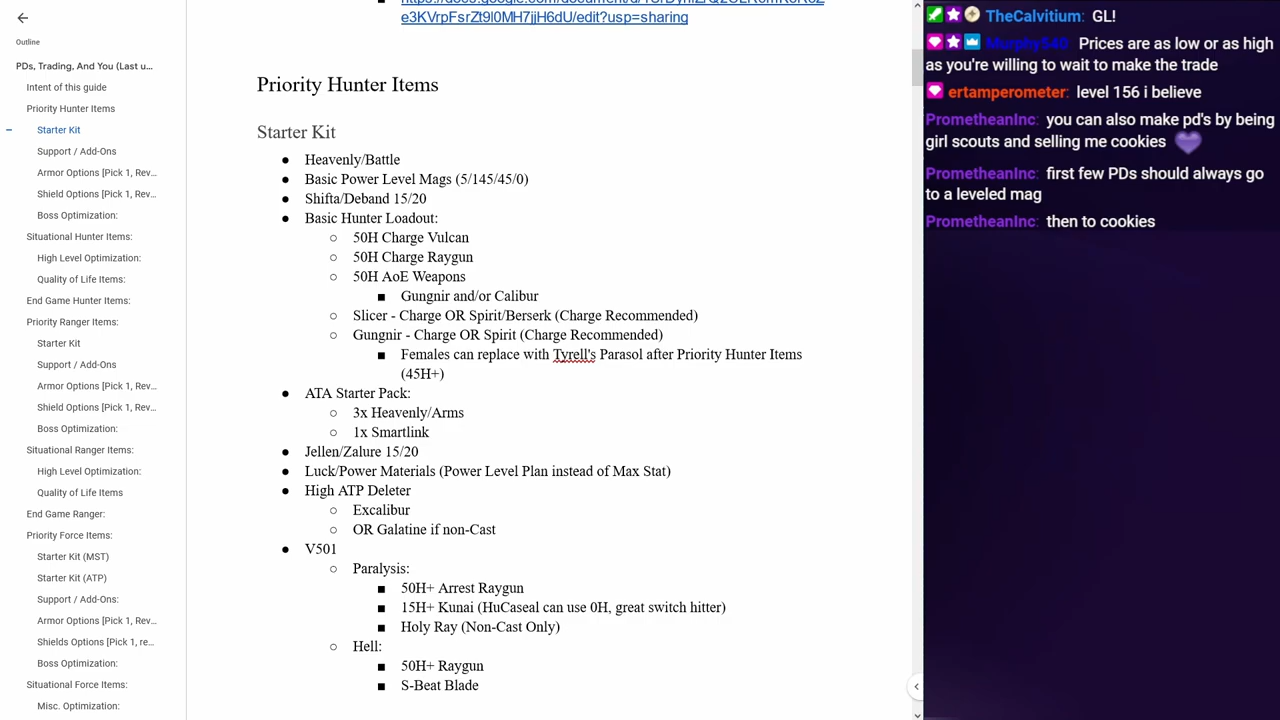 Outline
PDs, Trading, And You (Last u...
Intent of this guide
Priority Hunter Items
Starter Kit
Support / Add-Ons
Armor Options [Pick 1, Rev...
Shield Options [Pick 1, Rev...
Boss Optimization:
Situational Hunter Items:
High Level Optimization:
Quality of Life Items:
End Game Hunter Items:
Priority Ranger Items:
Starter Kit
Support / Add-Ons
Armor Options [Pick 1, Rev...
Shield Options [Pick 1, Rev...
Boss Optimization:
Situational Ranger Items:
High Level Optimization:
Quality of Life Items
End Game Ranger:
Priority Force Items:
Starter Kit (MST)
Starter Kit (ATP)
Support / Add-Ons:
Armor Options [Pick 1, Rev...
Shields Options [Pick 1, re...
Boss Optimization:
Situational Force Items:
Misc. Optimization:
e3KVrpFsrZt9l0MH7jjH6dU/edit?usp=sharing
Priority Hunter Items
Starter Kit
● Heavenly/Battle
● Basic Power Level Mags (5/145/45/0)
● Shifta/Deband 15/20
● Basic Hunter Loadout:
○ 50H Charge Vulcan
○ 50H Charge Raygun
○ 50H AoE Weapons
■ Gungnir and/or Calibur
○ Slicer - Charge OR Spirit/Berserk (Charge Recommended)
○ Gungnir - Charge OR Spirit (Charge Recommended)
■ Females can replace with Tyrell's Parasol after Priority Hunter Items
(45H+)
● ATA Starter Pack:
○ 3x Heavenly/Arms
○ 1x Smartlink
● Jellen/Zalure 15/20
● Luck/Power Materials (Power Level Plan instead of Max Stat)
● High ATP Deleter
○ Excalibur
○ OR Galatine if non-Cast
● V501
○ Paralysis:
■ 50H+ Arrest Raygun
■ 15H+ Kunai (HuCaseal can use 0H, great switch hitter)
■ Holy Ray (Non-Cast Only)
○ Hell:
■ 50H+ Raygun
■ S-Beat Blade
TheCalvitium: GL!
Murphy540 Prices are as low or as high
as you're willing to wait to make the trade
ertamperometer: level 156 i believe
PrometheanInc: you can also make pd's by being
girl scouts and selling me cookies
PrometheanInc: first few PDs should always go
to a leveled mag
PrometheanInc: then to cookies